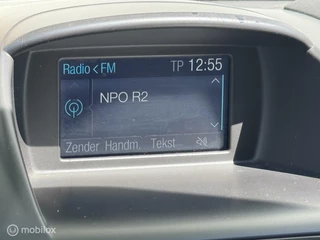 Radio < FM TP 12:55
NPO R2
Zender Handm. Tekst
mobilox